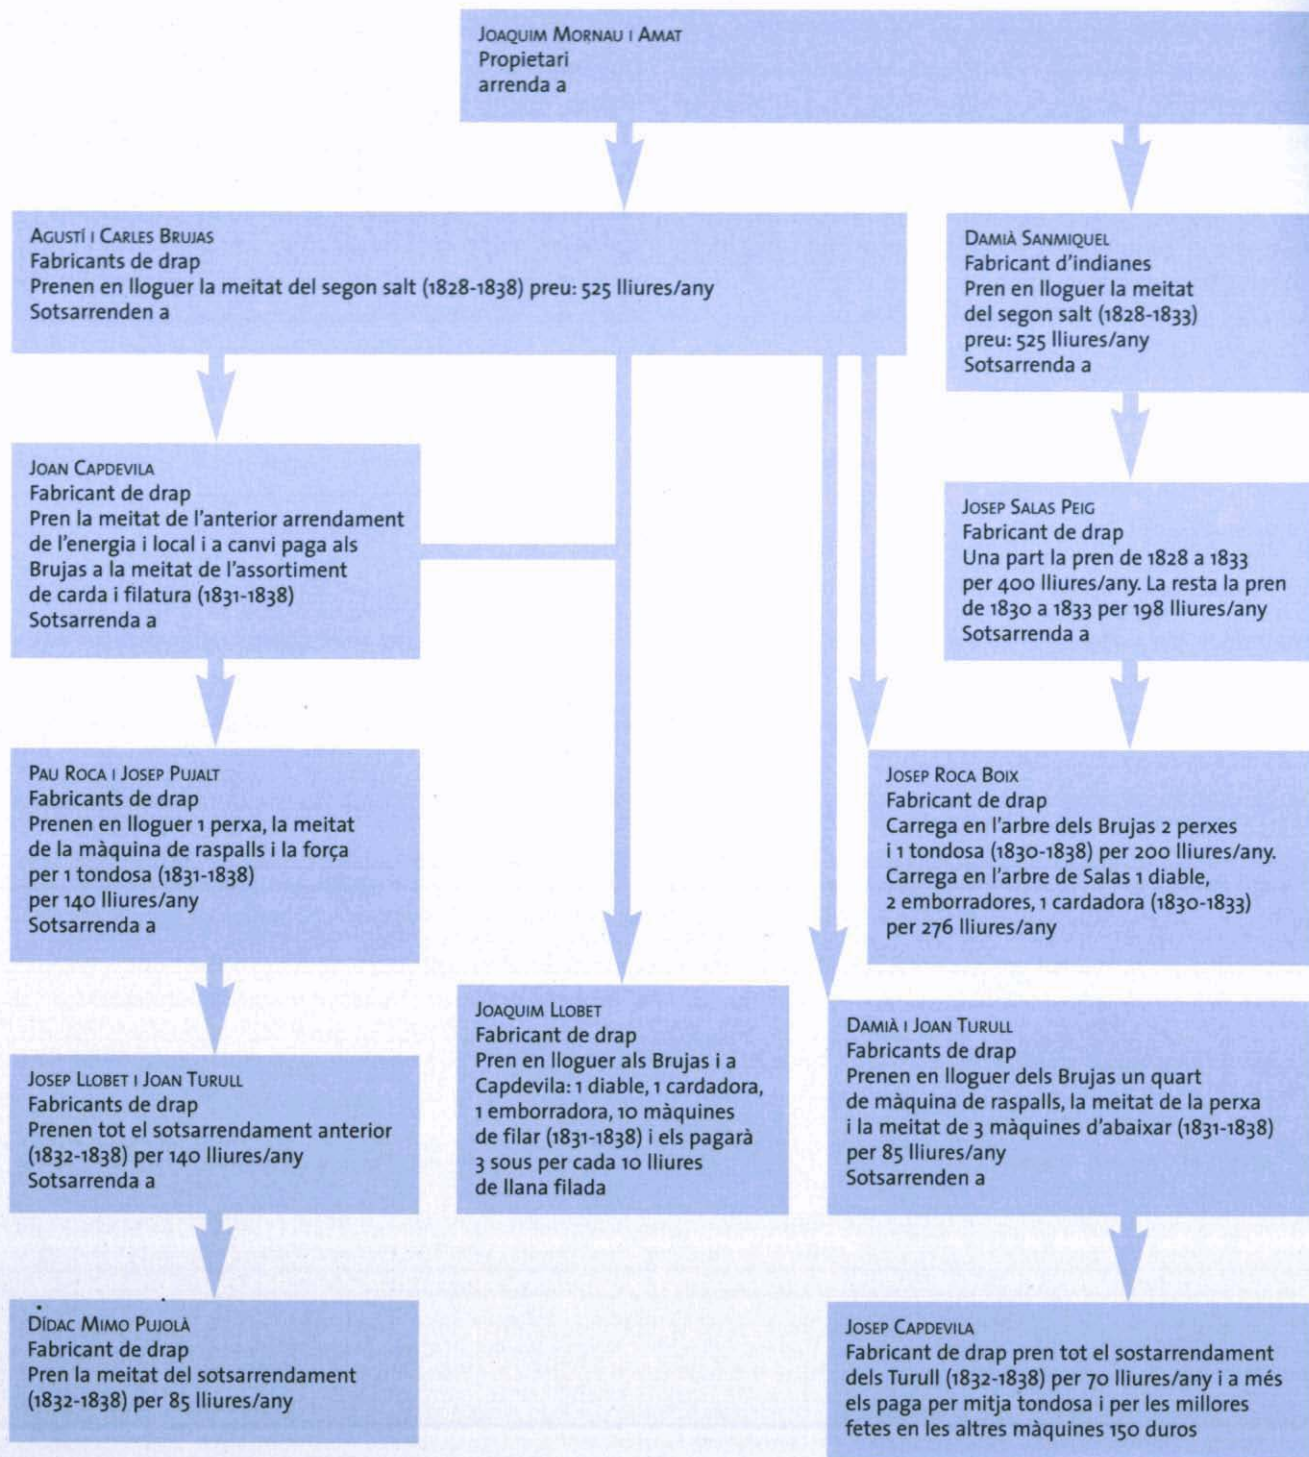 JOAQUIM MORNAU I AMAT
Propietari
arrenda a
AGUSTÍ I CARLES BRUJAS
Fabricants de drap
Prenen en lloguer la meitat del segon salt (1828-1838) preu: 525 lliures/any
Sotsarrenden a
DAMIÀ SANMIQUEL
Fabricant d'indianes
Pren en lloguer la meitat
del segon salt (1828-1833)
preu: 525 lliures/any
Sotsarrenda a
JOAN CAPDEVILA
Fabricant de drap
Pren la meitat de l'anterior arrendament
de l'energia i local i a canvi paga als
Brujas a la meitat de l'assortiment
de carda i filatura (1831-1838)
Sotsarrenda a
JOSEP SALAS PEIG
Fabricant de drap
Una part la pren de 1828 a 1833
per 400 lliures/any. La resta la pren
de 1830 a 1833 per 198 lliures/any
Sotsarrenda a
PAU ROCA I JOSEP PUJALT
Fabricants de drap
Prenen en lloguer 1 perxa, la meitat
de la màquina de raspalls i la força
per 1 tondosa (1831-1838)
per 140 lliures/any
Sotsarrenda a
JOSEP ROCA BOIX
Fabricant de drap
Carrega en l'arbre dels Brujas 2 perxes
i 1 tondosa (1830-1838) per 200 lliures/any.
Carrega en l'arbre de Salas 1 diable,
2 emborradores, 1 cardadora (1830-1833)
per 276 lliures/any
JOAQUIM LLOBET
Fabricant de drap
Pren en lloguer als Brujas i a
Capdevila: 1 diable, 1 cardadora,
1 emborradora, 10 màquines
de filar (1831-1838) i els pagarà
3 sous per cada 10 lliures
de llana filada
DAMIÀ I JOAN TURULL
Fabricants de drap
Prenen en lloguer dels Brujas un quart
de màquina de raspalls, la meitat de la perxa
i la meitat de 3 màquines d'abaixar (1831-1838)
per 85 lliures/any
Sotsarrenden a
JOSEP LLOBET I JOAN TURULL
Fabricants de drap
Prenen tot el sotsarrendament anterior
(1832-1838) per 140 lliures/any
Sotsarrenda a
DÍDAC MIMO PUJOLÀ
Fabricant de drap
Pren la meitat del sotsarrendament
(1832-1838) per 85 lliures/any
JOSEP CAPDEVILA
Fabricant de drap pren tot el sostarrendament
dels Turull (1832-1838) per 70 lliures/any i a més
els paga per mitja tondosa i per les millores
fetes en les altres màquines 150 duros